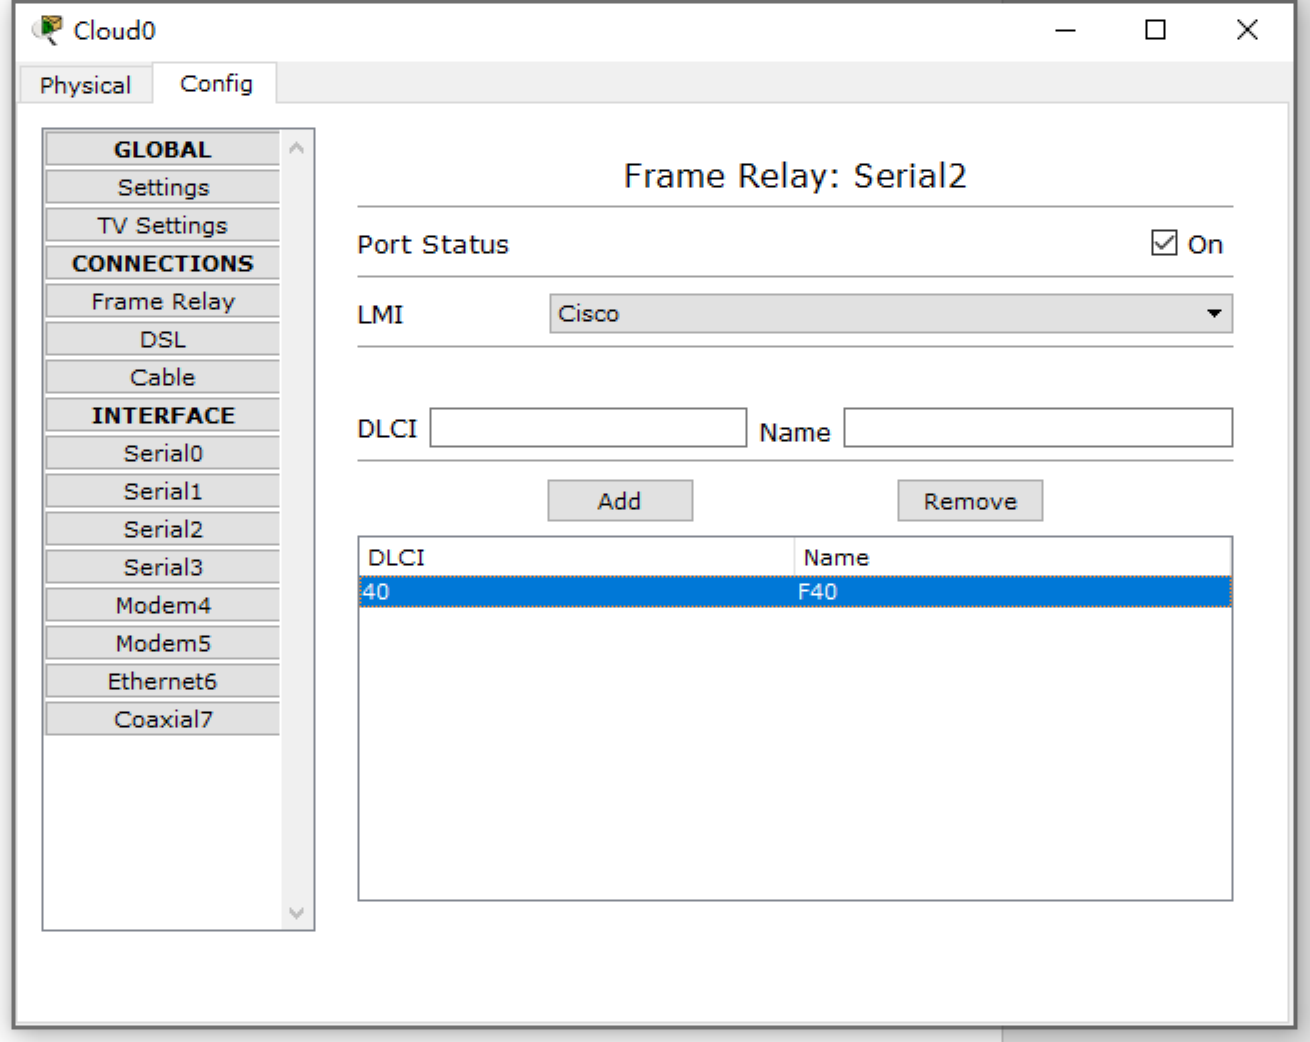 Cloud0
Physical
Config
GLOBAL
Settings
TV Settings
CONNECTIONS
Frame Relay
DSL
Cable
INTERFACE
Serial0
Serial1
Serial2
Serial3
Modem4
Modem5
Ethernet6
Coaxial7
Frame Relay: Serial2
Port Status
On
LMI
Cisco
DLCI
Name
Add
Remove
DLCI Name
40 F40